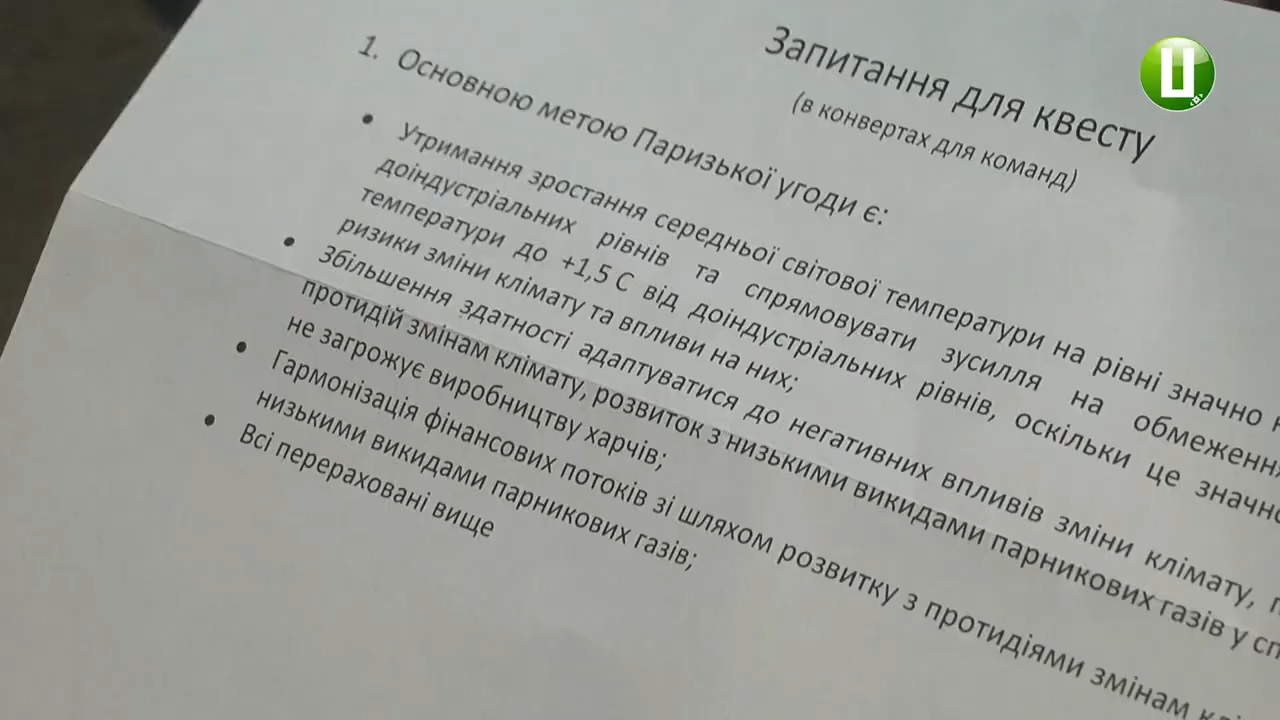 Запитання для квесту
(в конвертах для команд)
1. Основною метою Паризької угоди є:
• Утримання зростання середньої світової температури на рівні значно
доіндустріальних рівнів та спрямовувати зусилля на обмеження
температури до +1,5 С від доіндустріальних рівнів, оскільки це значно
ризики зміни клімату та впливи на них;
• Збільшення здатності адаптуватися до негативних впливів зміни клімату,
протидій змінам клімату, розвиток з низькими викидами парникових газів у
не загрожує виробництву харчів;
• Гармонізація фінансових потоків зі шляхом розвитку з протидіями змінам
низькими викидами парникових газів;
• Всі перераховані вище
Ц